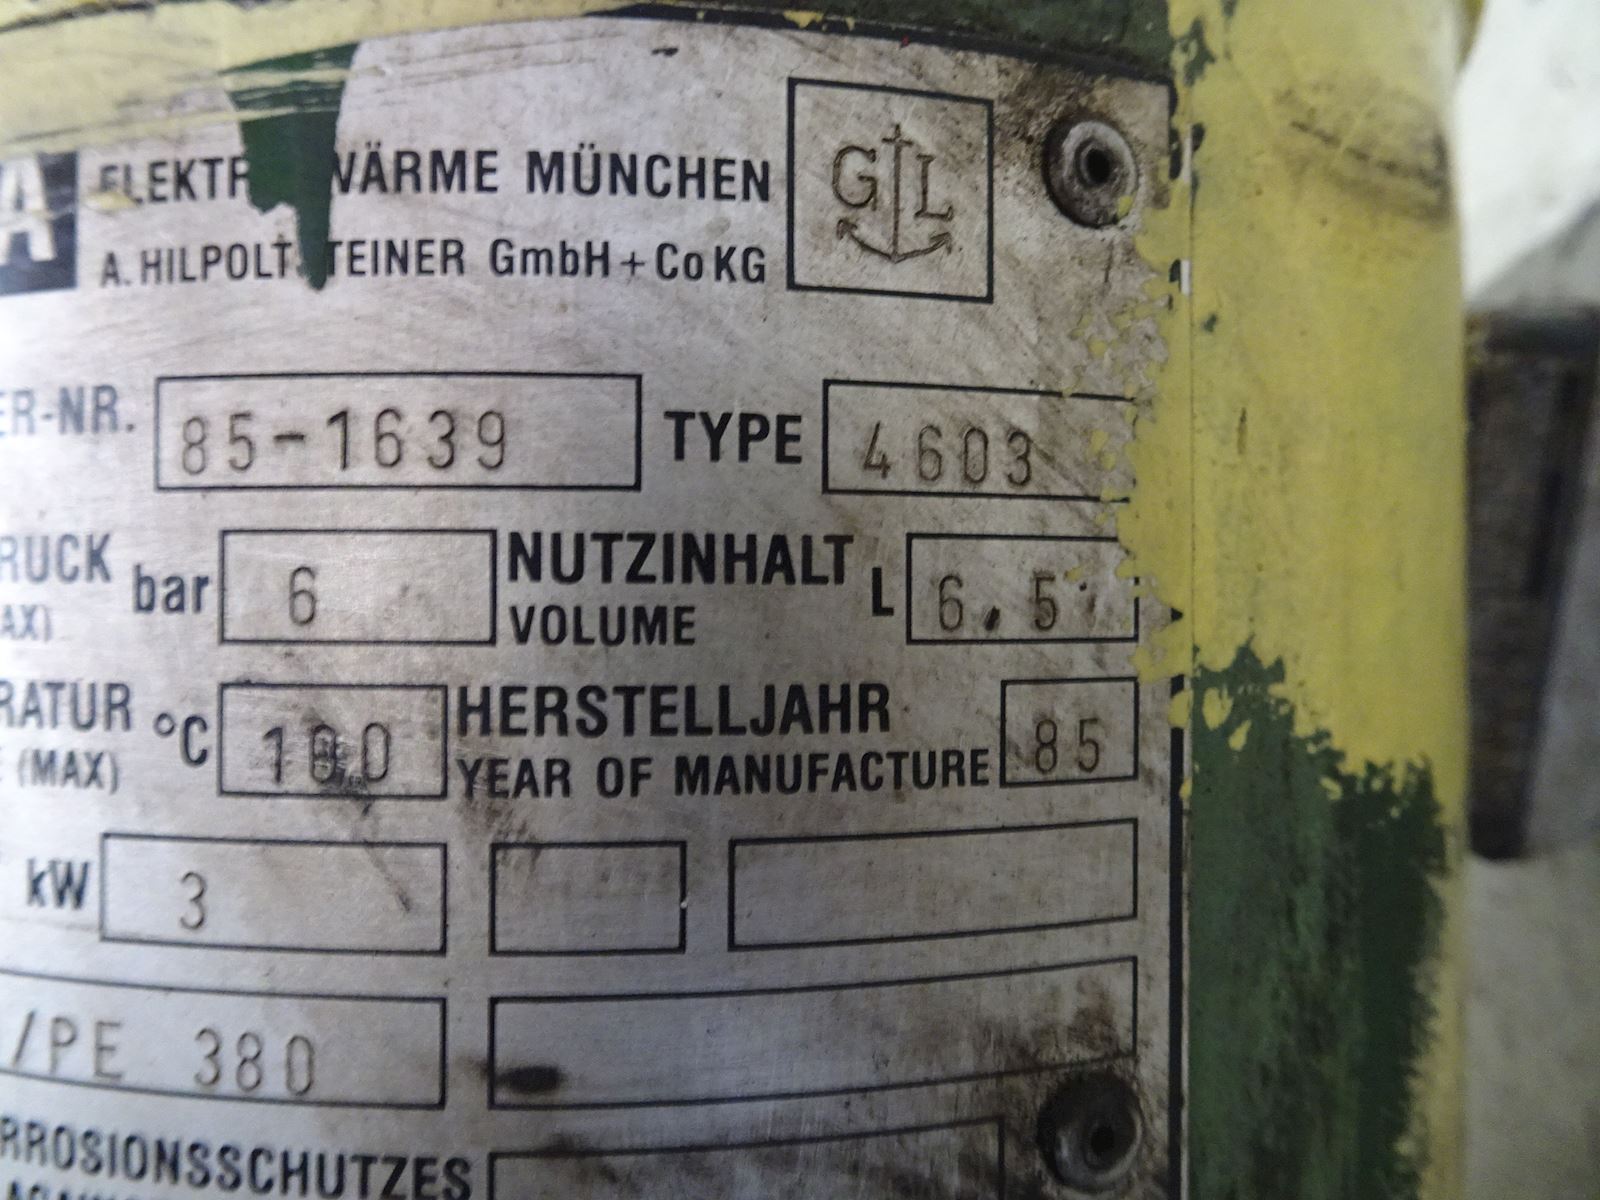 A ELEKTR WÄRME MÜNCHEN
A. HILPOLT TEINER GmbH + Co KG
G L
ER-NR. 85-1639 TYPE 4603
RUCK bar 6 NUTZINHALT L 6.5
AX) VOLUME
RATUR °C 100 HERSTELLJAHR 85
(MAX) YEAR OF MANUFACTURE
kW 3
/PE 380
RROSIONSSCHUTZES